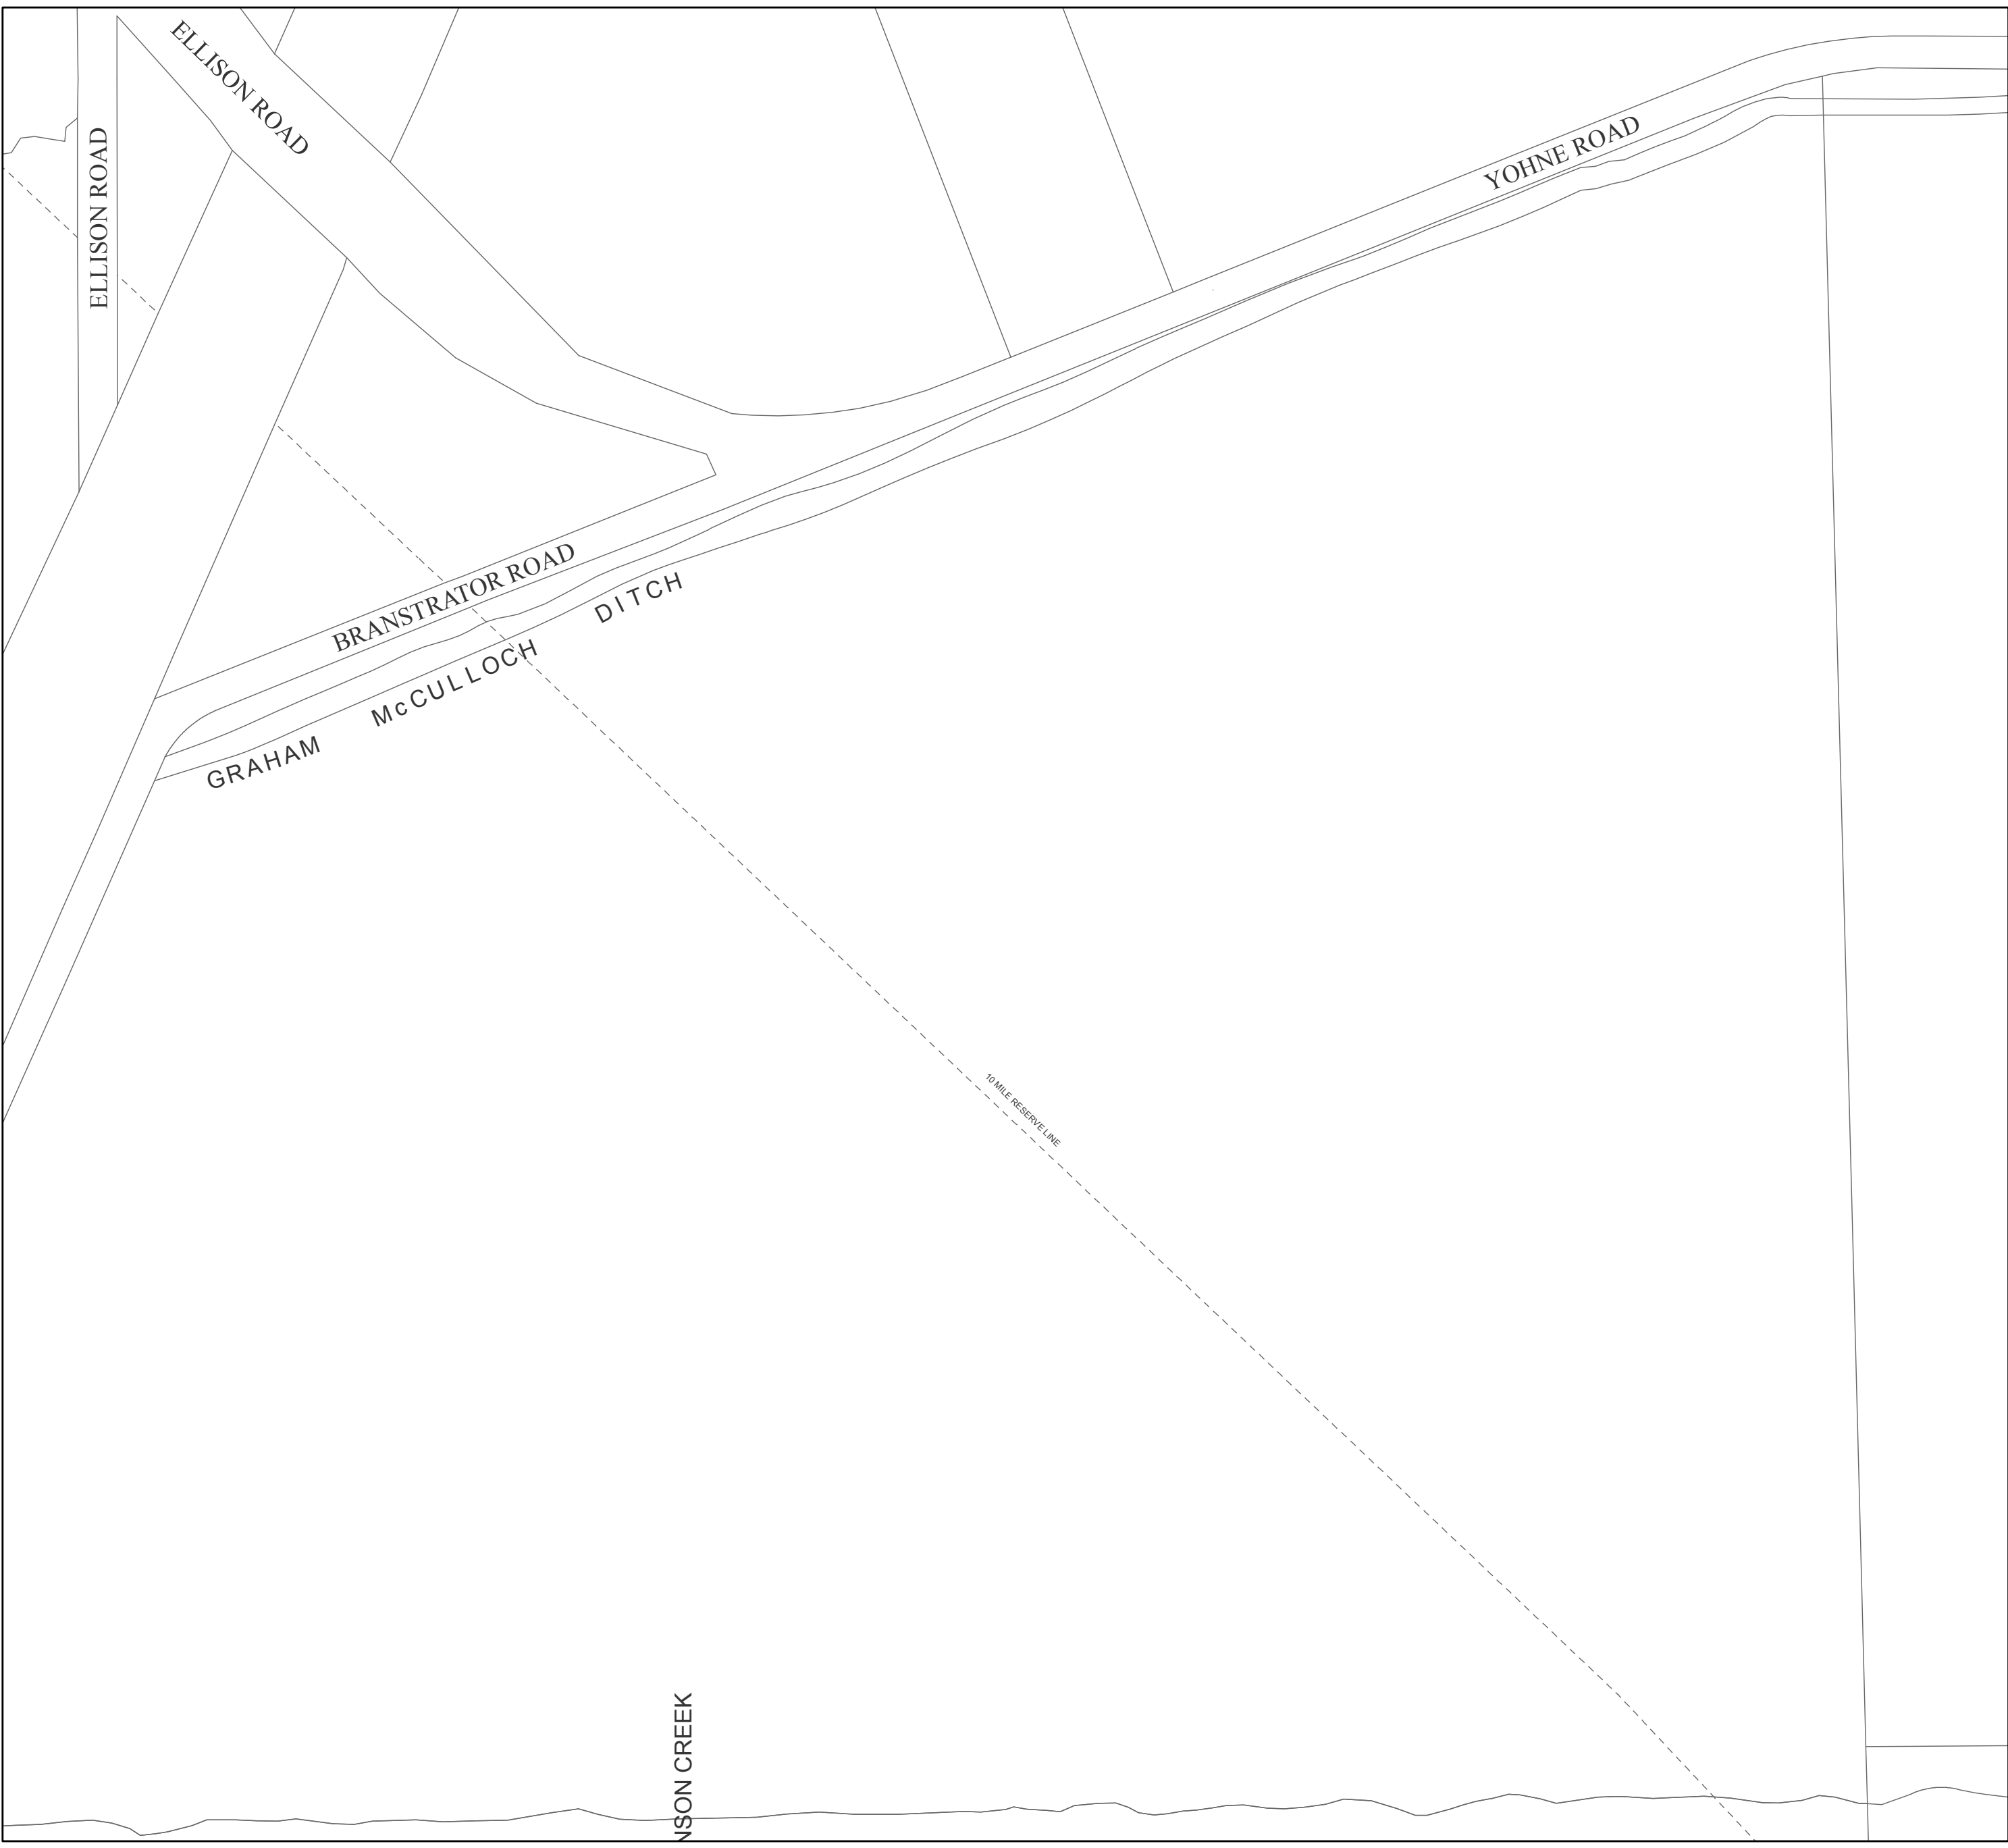 ELLISON ROAD
ELLISON ROAD
YOHNE ROAD
BRANSTRATOR ROAD
GRAHAM McCULLOCH DITCH
10 MILE RESERVE LINE
NSON CREEK